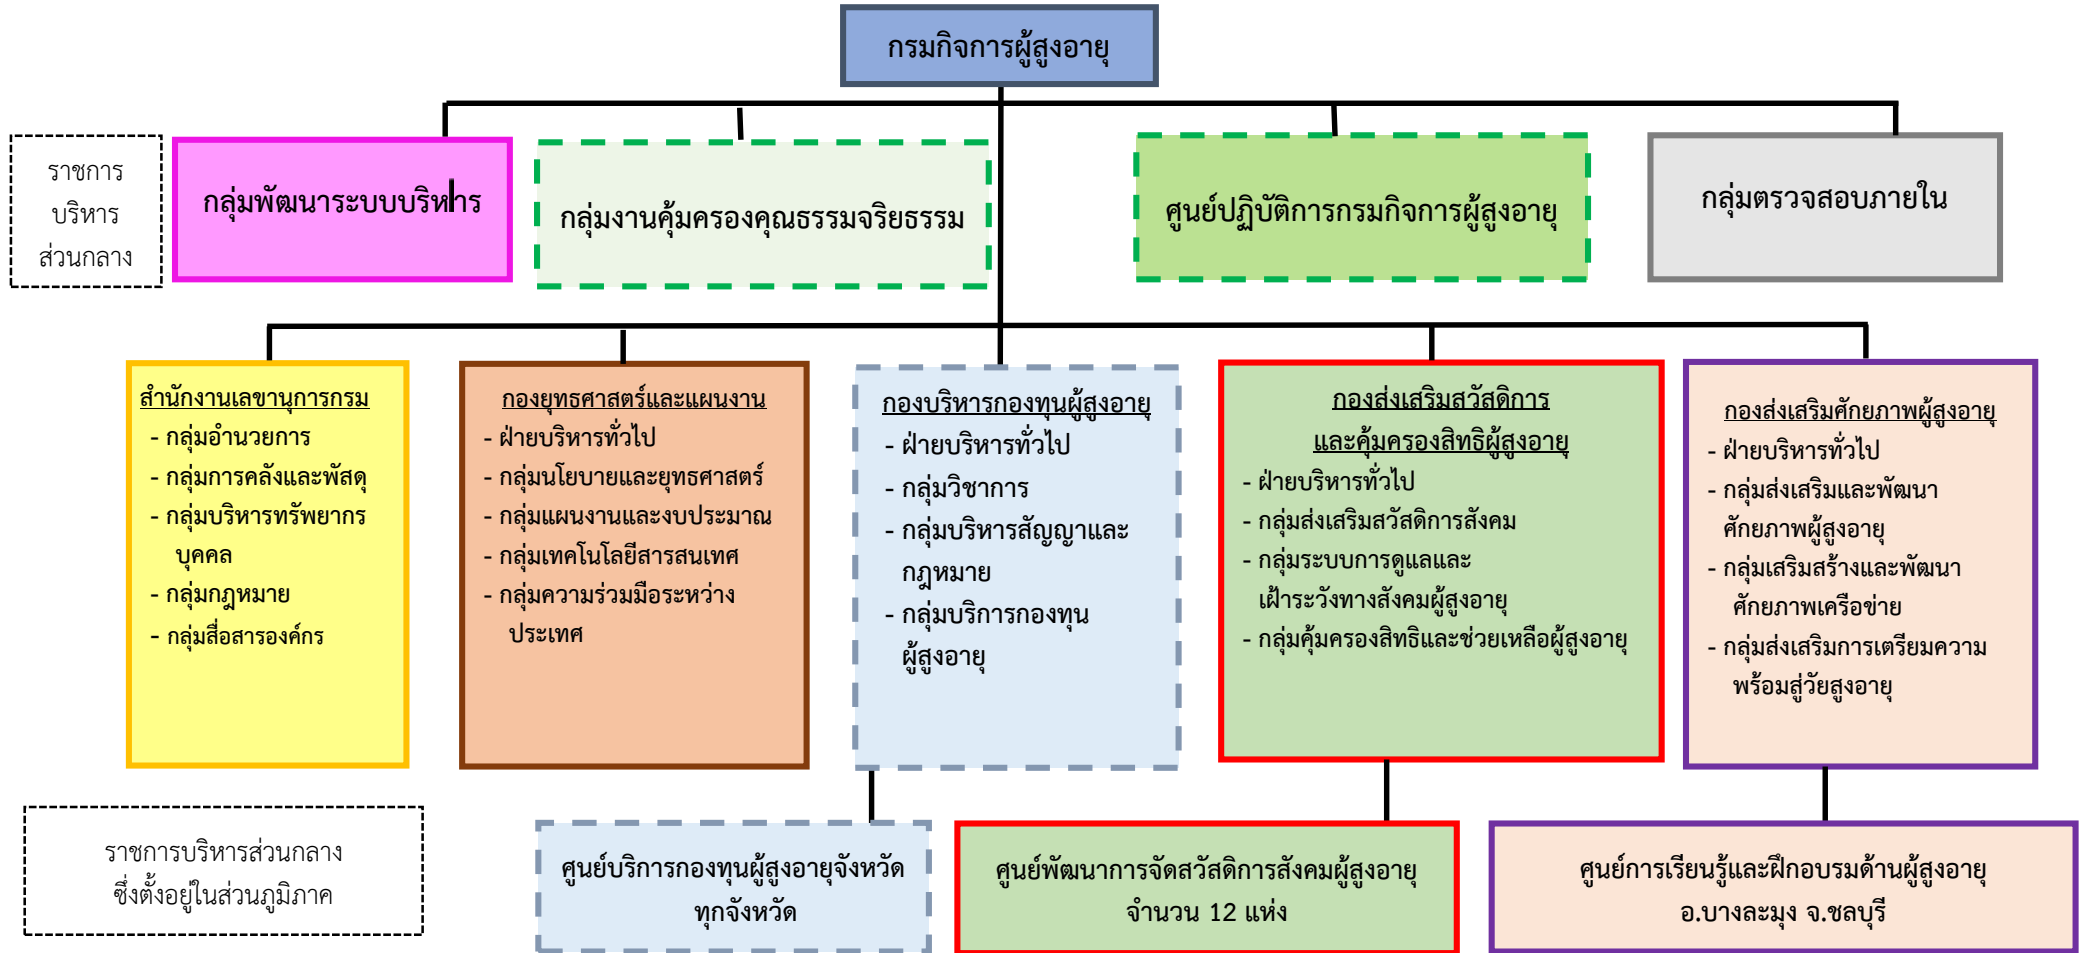 กรมกิจการผู้สูงอายุ
ราชการ
บริหาร
ส่วนกลาง
กลุ่มพัฒนาระบบบริหาร
กลุ่มงานคุ้มครองคุณธรรมจริยธรรม
ศูนย์ปฏิบัติการกรมกิจการผู้สูงอายุ
กลุ่มตรวจสอบภายใน
สำนักงานเลขานุการกรม
- กลุ่มอำนวยการ
- กลุ่มการคลังและพัสดุ
- กลุ่มบริหารทรัพยากร
บุคคล
- กลุ่มกฎหมาย
- กลุ่มสื่อสารองค์กร
กองยุทธศาสตร์และแผนงาน
- ฝ่ายบริหารทั่วไป
- กลุ่มนโยบายและยุทธศาสตร์
- กลุ่มแผนงานและงบประมาณ
- กลุ่มเทคโนโลยีสารสนเทศ
- กลุ่มความร่วมมือระหว่าง
ประเทศ
กองบริหารกองทุนผู้สูงอายุ
- ฝ่ายบริหารทั่วไป
- กลุ่มวิชาการ
- กลุ่มบริหารสัญญาและ
กฎหมาย
- กลุ่มบริการกองทุน
ผู้สูงอายุ
กองส่งเสริมสวัสดิการ
และคุ้มครองสิทธิผู้สูงอายุ
- ฝ่ายบริหารทั่วไป
- กลุ่มส่งเสริมสวัสดิการสังคม
- กลุ่มระบบการดูแลและ
เฝ้าระวังทางสังคมผู้สูงอายุ
- กลุ่มคุ้มครองสิทธิและช่วยเหลือผู้สูงอายุ
กองส่งเสริมศักยภาพผู้สูงอายุ
- ฝ่ายบริหารทั่วไป
- กลุ่มส่งเสริมและพัฒนา
ศักยภาพผู้สูงอายุ
- กลุ่มเสริมสร้างและพัฒนา
ศักยภาพเครือข่าย
- กลุ่มส่งเสริมการเตรียมความ
พร้อมสู่วัยสูงอายุ
ราชการบริหารส่วนกลาง
ซึ่งตั้งอยู่ในส่วนภูมิภาค
ศูนย์บริการกองทุนผู้สูงอายุจังหวัด
ทุกจังหวัด
ศูนย์พัฒนาการจัดสวัสดิการสังคมผู้สูงอายุ
จำนวน 12 แห่ง
ศูนย์การเรียนรู้และฝึกอบรมด้านผู้สูงอายุ
อ.บางละมุง จ.ชลบุรี